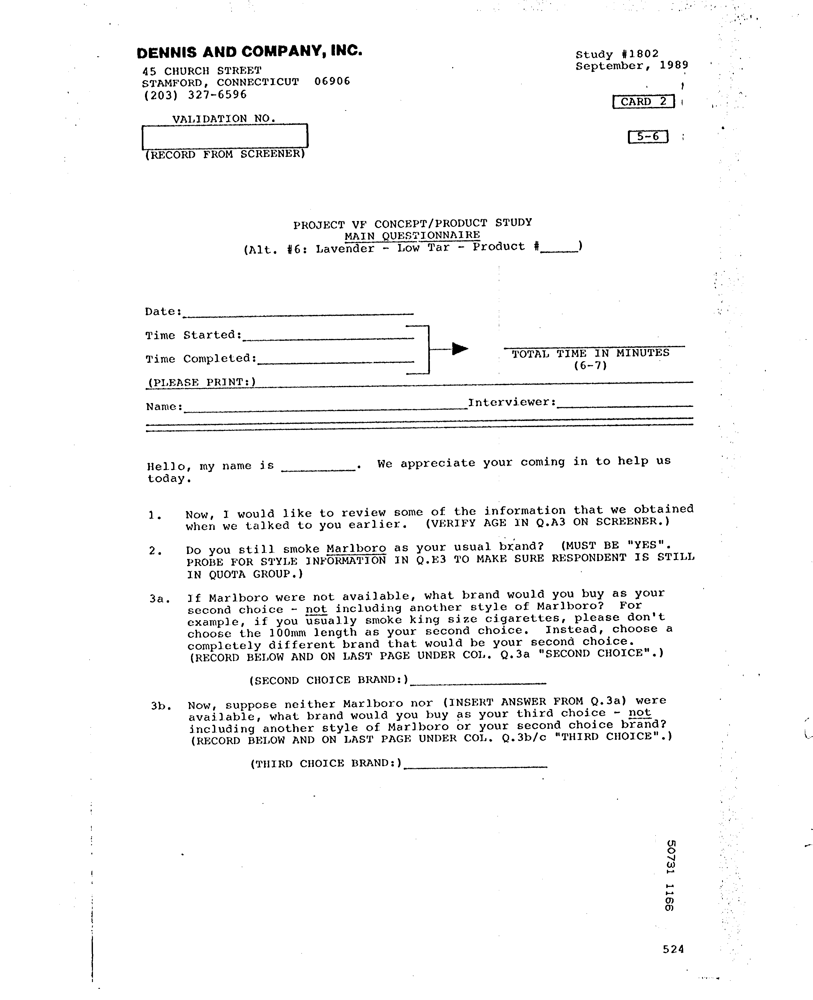 DENNIS AND COMPANY, INC.
45 CHURCH STREET
STAMFORD, CONNECTICUT 06906
(203) 327-6596
Study #1802
September, 1989
CARD 2
VALIDATION NO.
5-6
(RECORD FROM SCREENER)
PROJECT VF CONCEPT/PRODUCT STUDY
MAIN QUESTIONNAIRE
(Alt. #6: Lavender - Low Tar - Product #_____)
Date:
Time Started:
Time Completed:
TOTAL TIME IN MINUTES
(6-7)
(PLEASE PRINT:)
Name: Interviewer:
Hello, my name is __________. We appreciate your coming in to help us
today.
1. Now, I would like to review some of the information that we obtained
when we talked to you earlier. (VERIFY AGE IN Q.A3 ON SCREENER.)
2. Do you still smoke Marlboro as your usual brand? (MUST BE "YES".
PROBE FOR STYLE INFORMATION IN Q.E3 TO MAKE SURE RESPONDENT IS STILL
IN QUOTA GROUP.)
3a. If Marlboro were not available, what brand would you buy as your
second choice - not including another style of Marlboro? For
example, if you usually smoke king size cigarettes, please don't
choose the 100mm length as your second choice. Instead, choose a
completely different brand that would be your second choice.
(RECORD BELOW AND ON LAST PAGE UNDER COL. Q.3a "SECOND CHOICE".)
(SECOND CHOICE BRAND:)
3b. Now, suppose neither Marlboro nor (INSERT ANSWER FROM Q.3a) were
available, what brand would you buy as your third choice - not
including another style of Marlboro or your second choice brand?
(RECORD BELOW AND ON LAST PAGE UNDER COL. Q.3b/c "THIRD CHOICE".)
(THIRD CHOICE BRAND:)
50731 1166
524